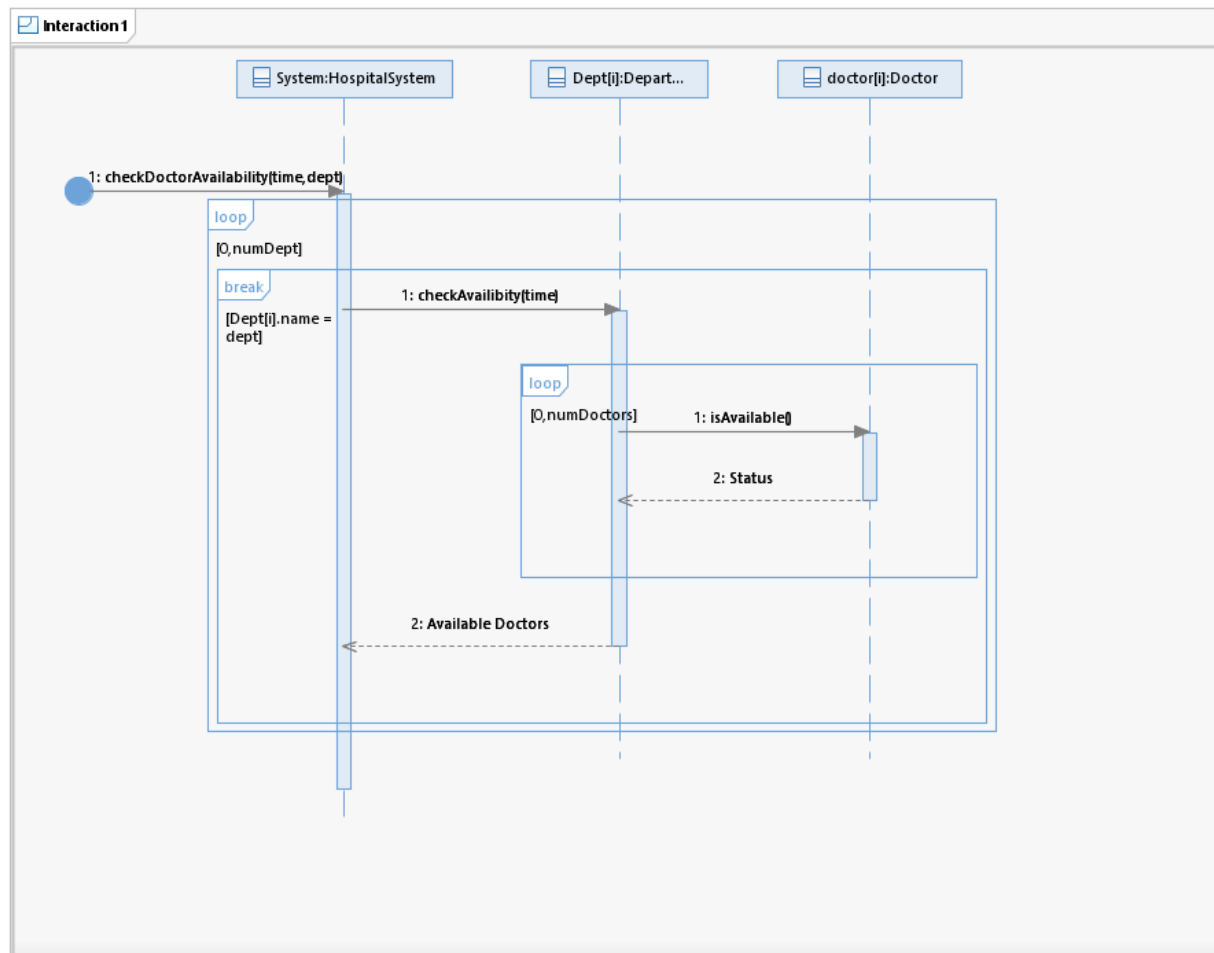 Interaction1
System:HospitalSystem
Dept[i]:Depart...
doctor[i]:Doctor
1: checkDoctorAvailability(time,dept)
loop
[0,numDept]
break
1: checkAvailibity(time)
[Dept[i].name =
dept]
loop
[0,numDoctors]
1: isAvailable()
2: Status
2: Available Doctors